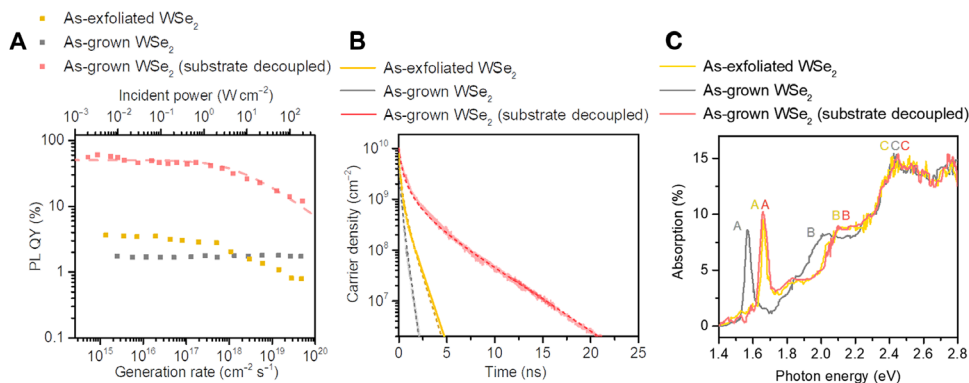 A
As-exfoliated WSe₂
As-grown WSe₂
As-grown WSe₂ (substrate decoupled)
Incident power (W cm⁻²)
10⁻³ 10⁻² 10⁻¹ 10⁰ 10¹ 10²
PL QY (%)
100
10
1
0.1
10¹⁵ 10¹⁶ 10¹⁷ 10¹⁸ 10¹⁹ 10²⁰
Generation rate (cm⁻² s⁻¹)
B
As-exfoliated WSe₂
As-grown WSe₂
As-grown WSe₂ (substrate decoupled)
Carrier density (cm⁻²)
10¹⁰
10⁹
10⁸
10⁷
0 5 10 15 20 25
Time (ns)
C
As-exfoliated WSe₂
As-grown WSe₂
As-grown WSe₂ (substrate decoupled)
Absorption (%)
15
10
5
0
CCC
A
AA
B
BB
1.4 1.6 1.8 2.0 2.2 2.4 2.6 2.8
Photon energy (eV)